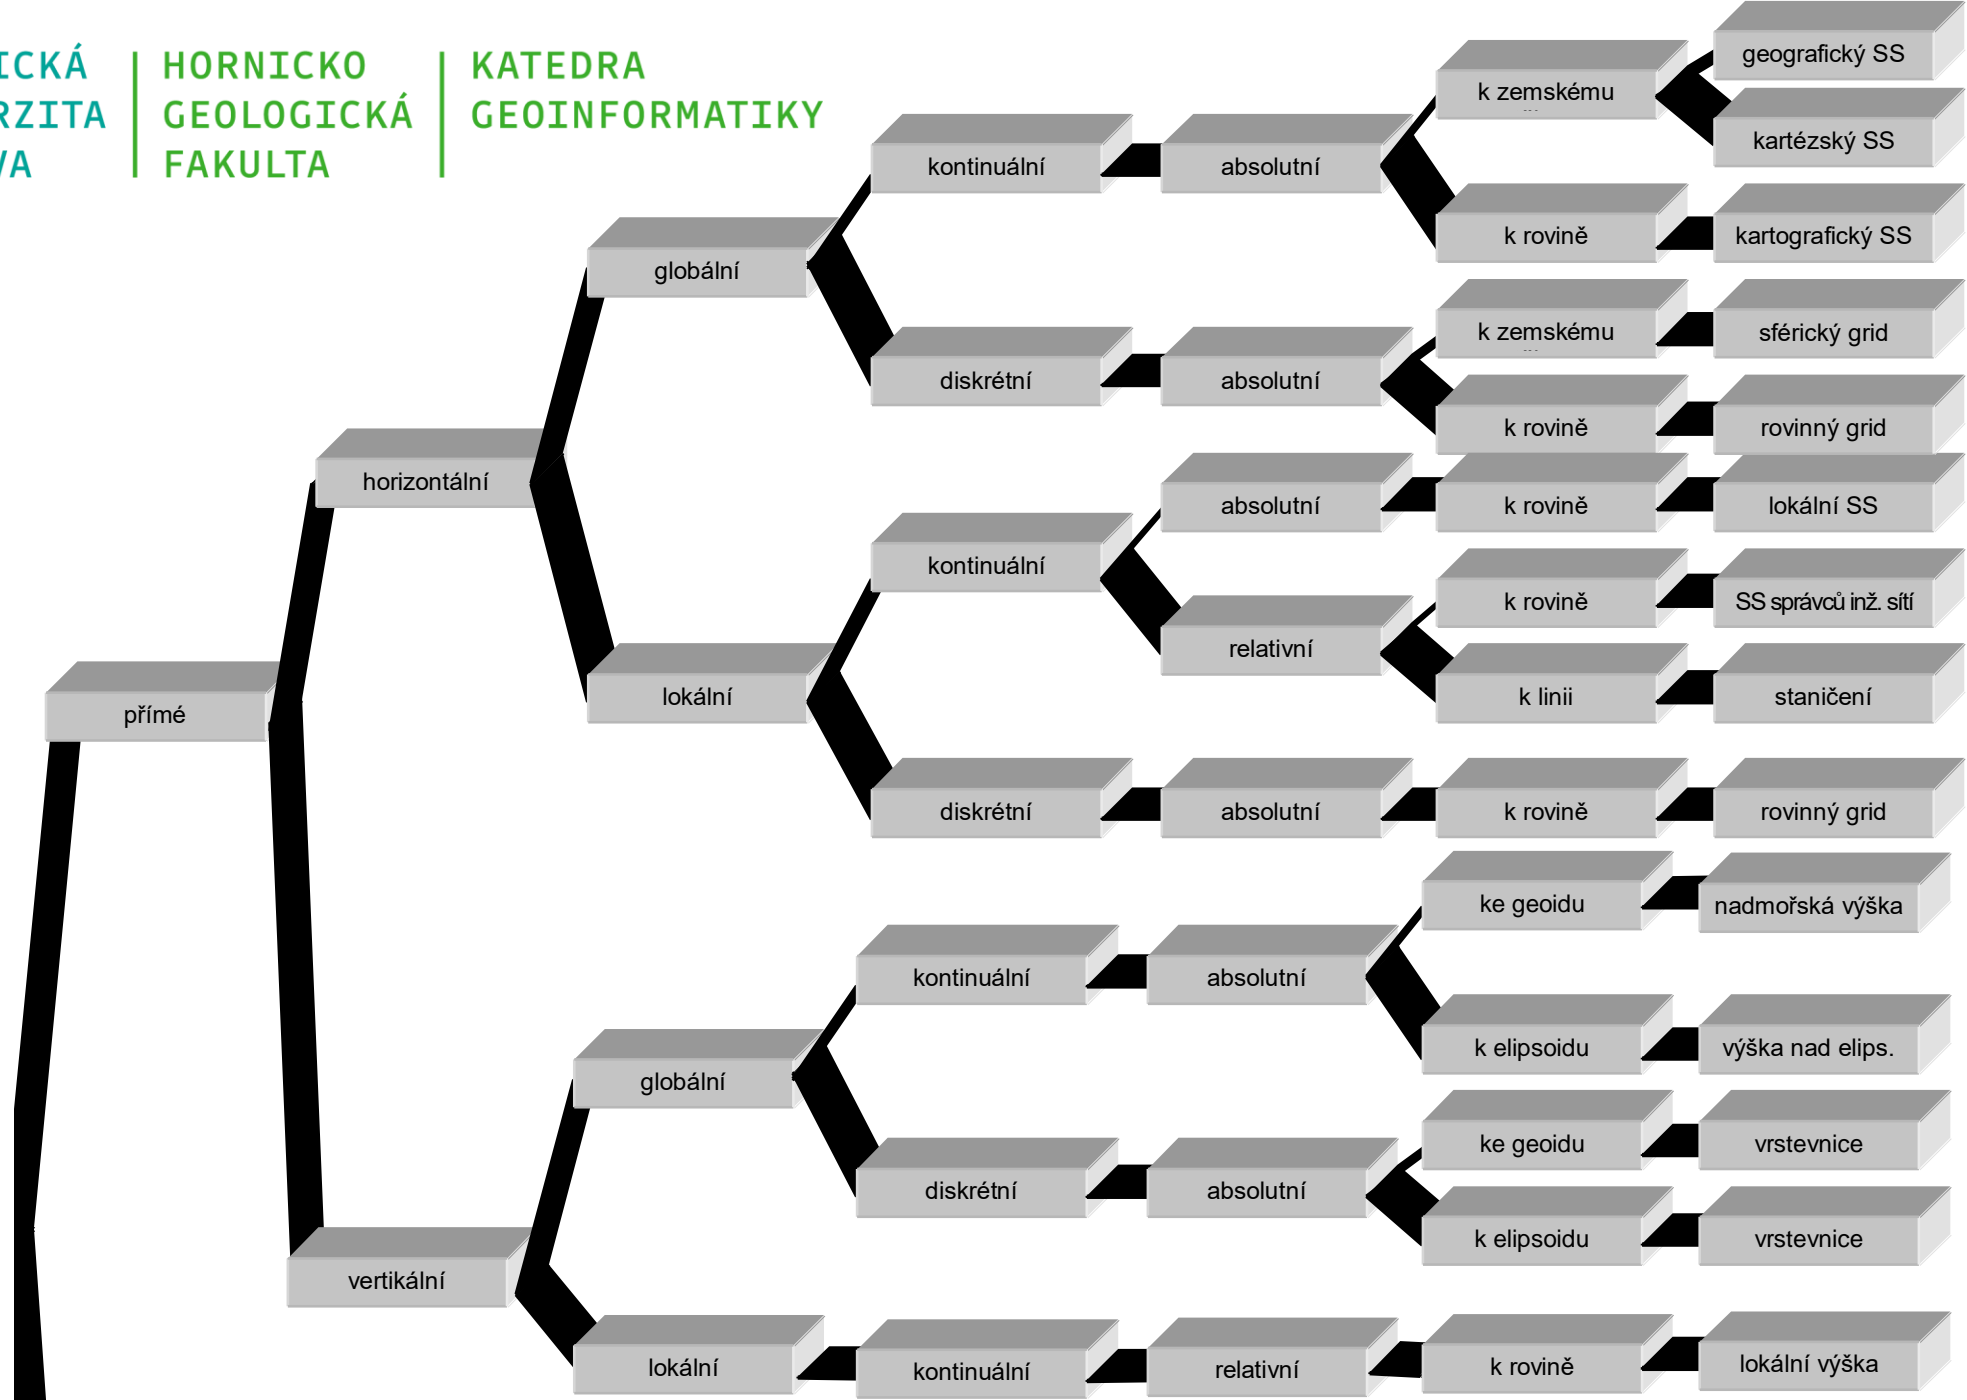 ICKÁ
RZITA
VA
HORNICKO
GEOLOGICKÁ
FAKULTA
KATEDRA
GEOINFORMATIKY
přímé
horizontální
globální
kontinuální
absolutní
k zemskému
geografický SS
kartézský SS
k rovině
kartografický SS
diskrétní
absolutní
k zemskému
sférický grid
k rovině
rovinný grid
lokální
kontinuální
absolutní
k rovině
lokální SS
relativní
k rovině
SS správců inž. sítí
k linii
staničení
diskrétní
absolutní
k rovině
rovinný grid
vertikální
globální
kontinuální
absolutní
ke geoidu
nadmořská výška
k elipsoidu
výška nad elips.
diskrétní
absolutní
ke geoidu
vrstevnice
k elipsoidu
vrstevnice
lokální
kontinuální
relativní
k rovině
lokální výška